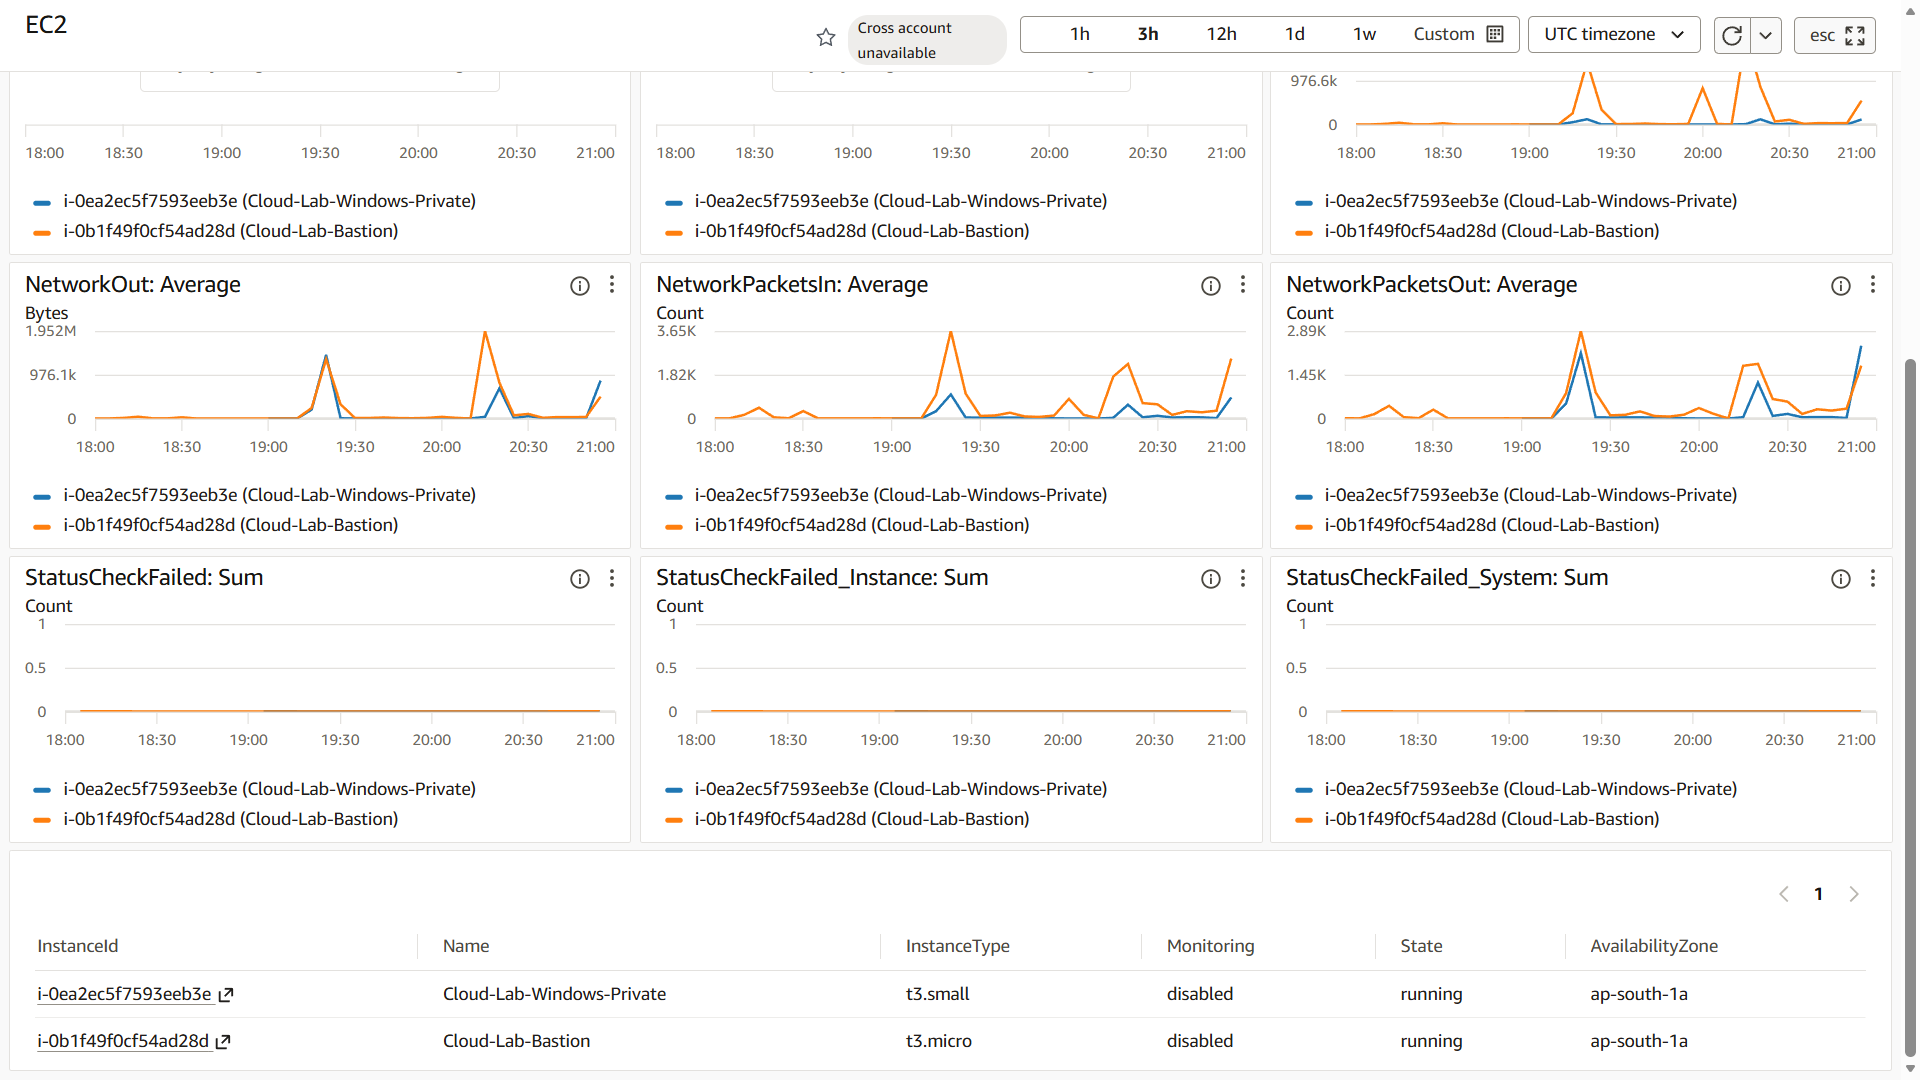 EC2
Cross account
unavailable
1h 3h 12h 1d 1w Custom
UTC timezone
esc
18:00 18:30 19:00 19:30 20:00 20:30 21:00
i-0ea2ec5f7593eeb3e (Cloud-Lab-Windows-Private)
i-0b1f49f0cf54ad28d (Cloud-Lab-Bastion)
18:00 18:30 19:00 19:30 20:00 20:30 21:00
i-0ea2ec5f7593eeb3e (Cloud-Lab-Windows-Private)
i-0b1f49f0cf54ad28d (Cloud-Lab-Bastion)
976.6k
0
18:00 18:30 19:00 19:30 20:00 20:30 21:00
i-0ea2ec5f7593eeb3e (Cloud-Lab-Windows-Private)
i-0b1f49f0cf54ad28d (Cloud-Lab-Bastion)
NetworkOut: Average
Bytes
1.952M
976.1k
0
18:00 18:30 19:00 19:30 20:00 20:30 21:00
i-0ea2ec5f7593eeb3e (Cloud-Lab-Windows-Private)
i-0b1f49f0cf54ad28d (Cloud-Lab-Bastion)
NetworkPacketsIn: Average
Count
3.65K
1.82K
0
18:00 18:30 19:00 19:30 20:00 20:30 21:00
i-0ea2ec5f7593eeb3e (Cloud-Lab-Windows-Private)
i-0b1f49f0cf54ad28d (Cloud-Lab-Bastion)
NetworkPacketsOut: Average
Count
2.89K
1.45K
0
18:00 18:30 19:00 19:30 20:00 20:30 21:00
i-0ea2ec5f7593eeb3e (Cloud-Lab-Windows-Private)
i-0b1f49f0cf54ad28d (Cloud-Lab-Bastion)
StatusCheckFailed: Sum
Count
1
0.5
0
18:00 18:30 19:00 19:30 20:00 20:30 21:00
i-0ea2ec5f7593eeb3e (Cloud-Lab-Windows-Private)
i-0b1f49f0cf54ad28d (Cloud-Lab-Bastion)
StatusCheckFailed_Instance: Sum
Count
1
0.5
0
18:00 18:30 19:00 19:30 20:00 20:30 21:00
i-0ea2ec5f7593eeb3e (Cloud-Lab-Windows-Private)
i-0b1f49f0cf54ad28d (Cloud-Lab-Bastion)
StatusCheckFailed_System: Sum
Count
1
0.5
0
18:00 18:30 19:00 19:30 20:00 20:30 21:00
i-0ea2ec5f7593eeb3e (Cloud-Lab-Windows-Private)
i-0b1f49f0cf54ad28d (Cloud-Lab-Bastion)
1
InstanceId Name InstanceType Monitoring State AvailabilityZone
i-0ea2ec5f7593eeb3e Cloud-Lab-Windows-Private t3.small disabled running ap-south-1a
i-0b1f49f0cf54ad28d Cloud-Lab-Bastion t3.micro disabled running ap-south-1a